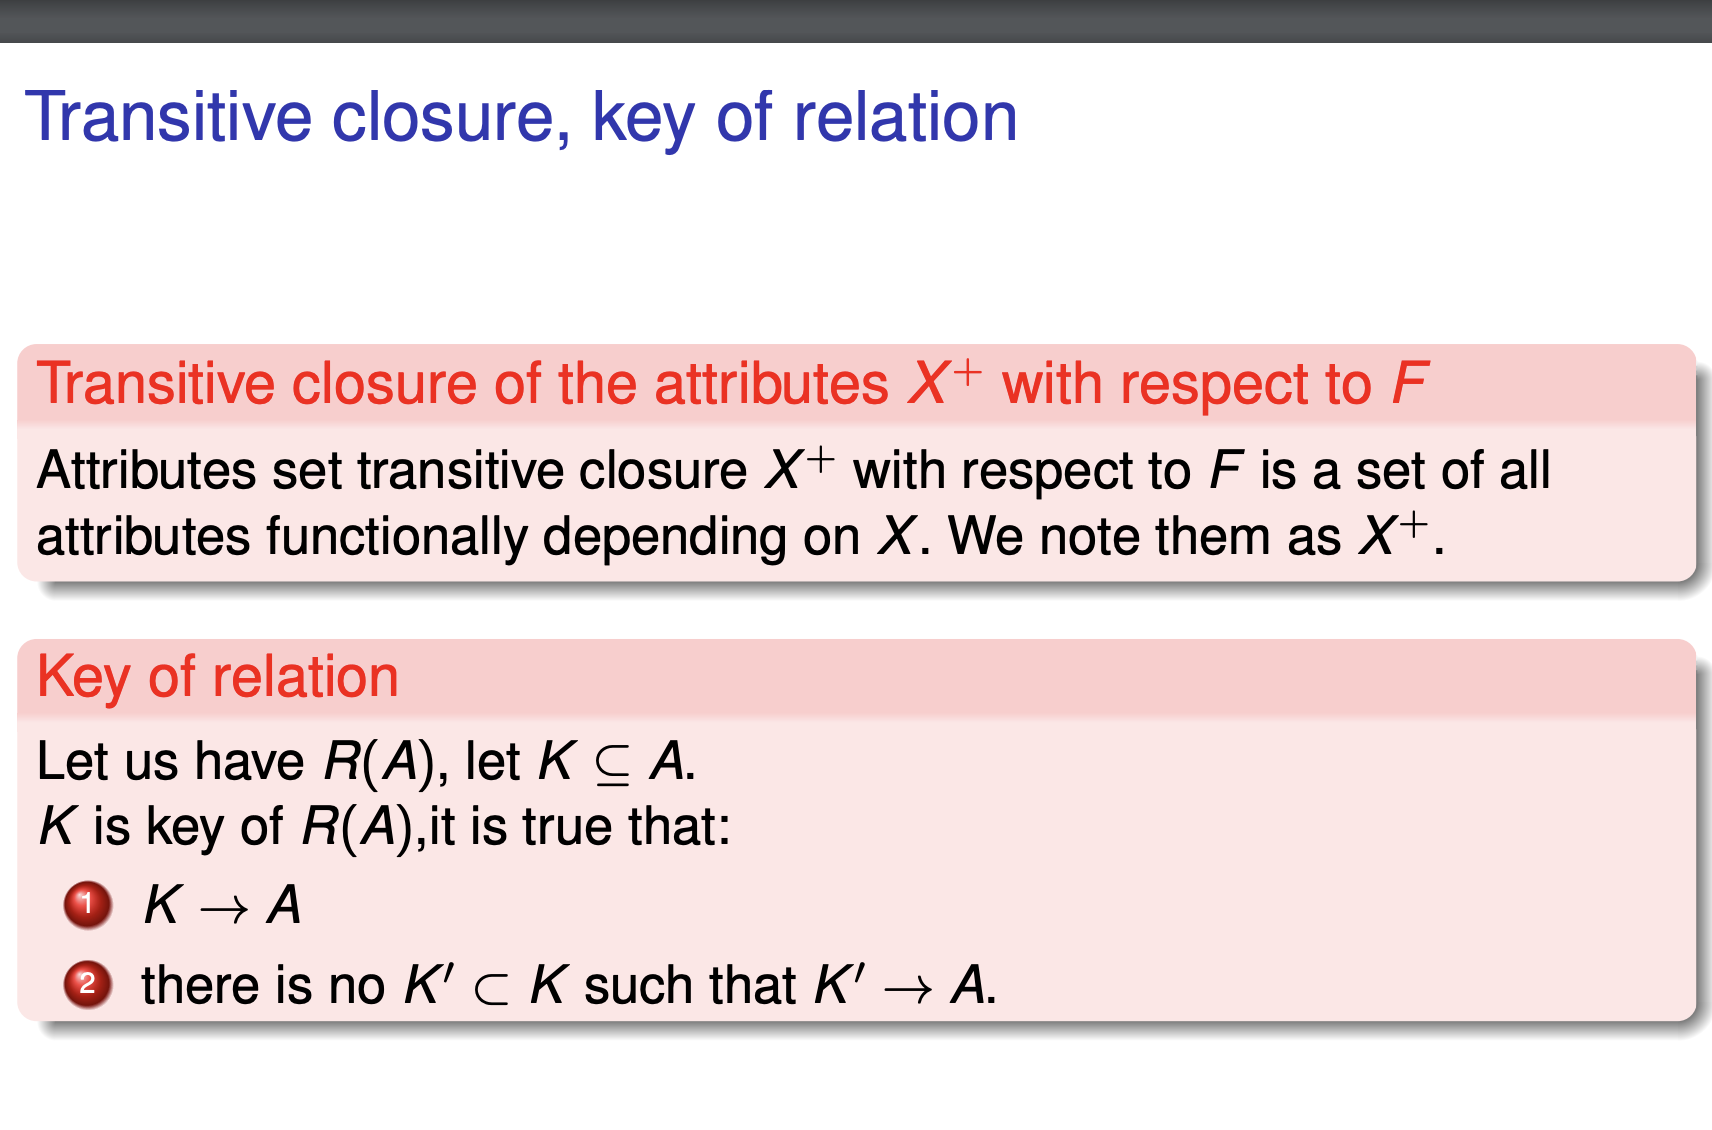 Transitive closure, key of relation
Transitive closure of the attributes X⁺ with respect to F
Attributes set transitive closure X⁺ with respect to F is a set of all
attributes functionally depending on X. We note them as X⁺.
Key of relation
Let us have R(A), let K ⊆ A.
K is key of R(A),it is true that:
1 K → A
2 there is no K′ ⊂ K such that K′ → A.